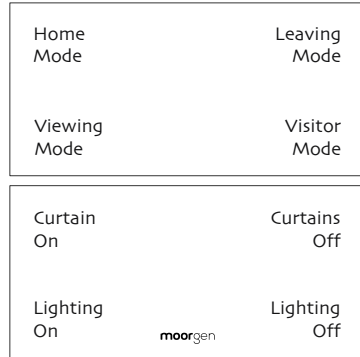 Home
Mode
Leaving
Mode
Viewing
Mode
Visitor
Mode
Curtain
On
Curtains
Off
Lighting
On
Lighting
Off
moorgen